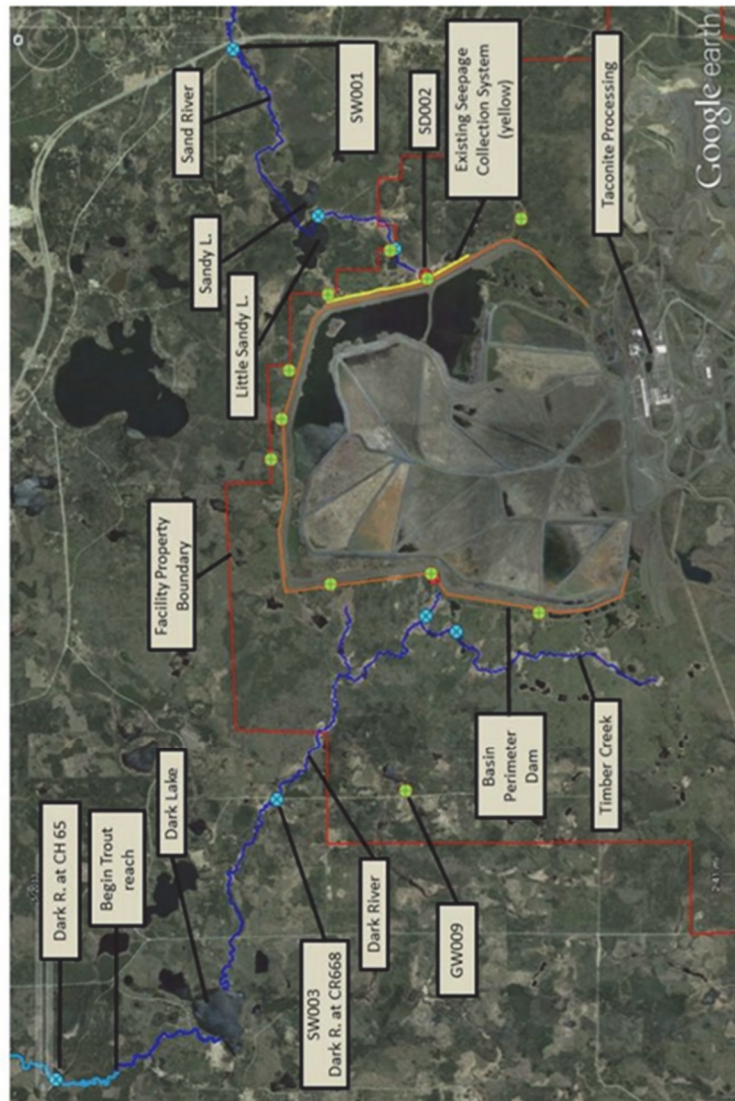 Dark R. at CH 65
Begin Trout
reach
Dark Lake
Facility Property
Boundary
Little Sandy L.
Sandy L.
Sand River
SW001
SD002
Existing Seepage
Collection System
(yellow)
SW003
Dark R. at CR668
Dark River
GW009
Basin
Perimeter
Dam
Timber Creek
Taconite Processing
Google earth